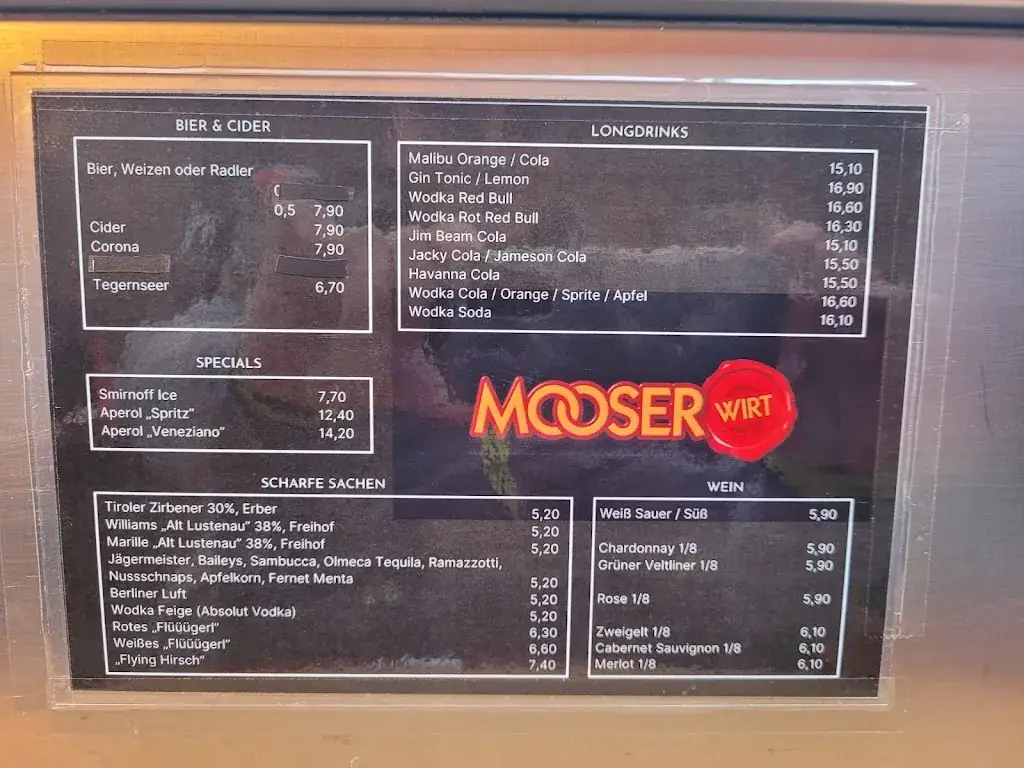 BIER & CIDER
Bier, Weizen oder Radler
0,5 7,90
Cider 7,90
Corona 7,90
Tegernseer 6,70
LONGDRINKS
Malibu Orange / Cola 15,10
Gin Tonic / Lemon 16,90
Wodka Red Bull 16,60
Wodka Rot Red Bull 16,30
Jim Beam Cola 15,10
Jacky Cola / Jameson Cola 15,50
Havanna Cola 15,50
Wodka Cola / Orange / Sprite / Apfel 16,60
Wodka Soda 16,10
SPECIALS
Smirnoff Ice 7,70
Aperol „Spritz" 12,40
Aperol „Veneziano" 14,20
MOOSER WIRT
SCHARFE SACHEN
Tiroler Zirbener 30%, Erber 5,20
Williams „Alt Lustenau" 38%, Freihof 5,20
Marille „Alt Lustenau" 38%, Freihof 5,20
Jägermeister, Baileys, Sambucca, Olmeca Tequila, Ramazzotti,
Nussschnaps, Apfelkorn, Fernet Menta 5,20
Berliner Luft 5,20
Wodka Feige (Absolut Vodka) 5,20
Rotes „Flüüügerl" 6,30
Weißes „Flüüügerl" 6,60
„Flying Hirsch" 7,40
WEIN
Weiß Sauer / Süß 5,90
Chardonnay 1/8 5,90
Grüner Veltliner 1/8 5,90
Rose 1/8 5,90
Zweigelt 1/8 6,10
Cabernet Sauvignon 1/8 6,10
Merlot 1/8 6,10